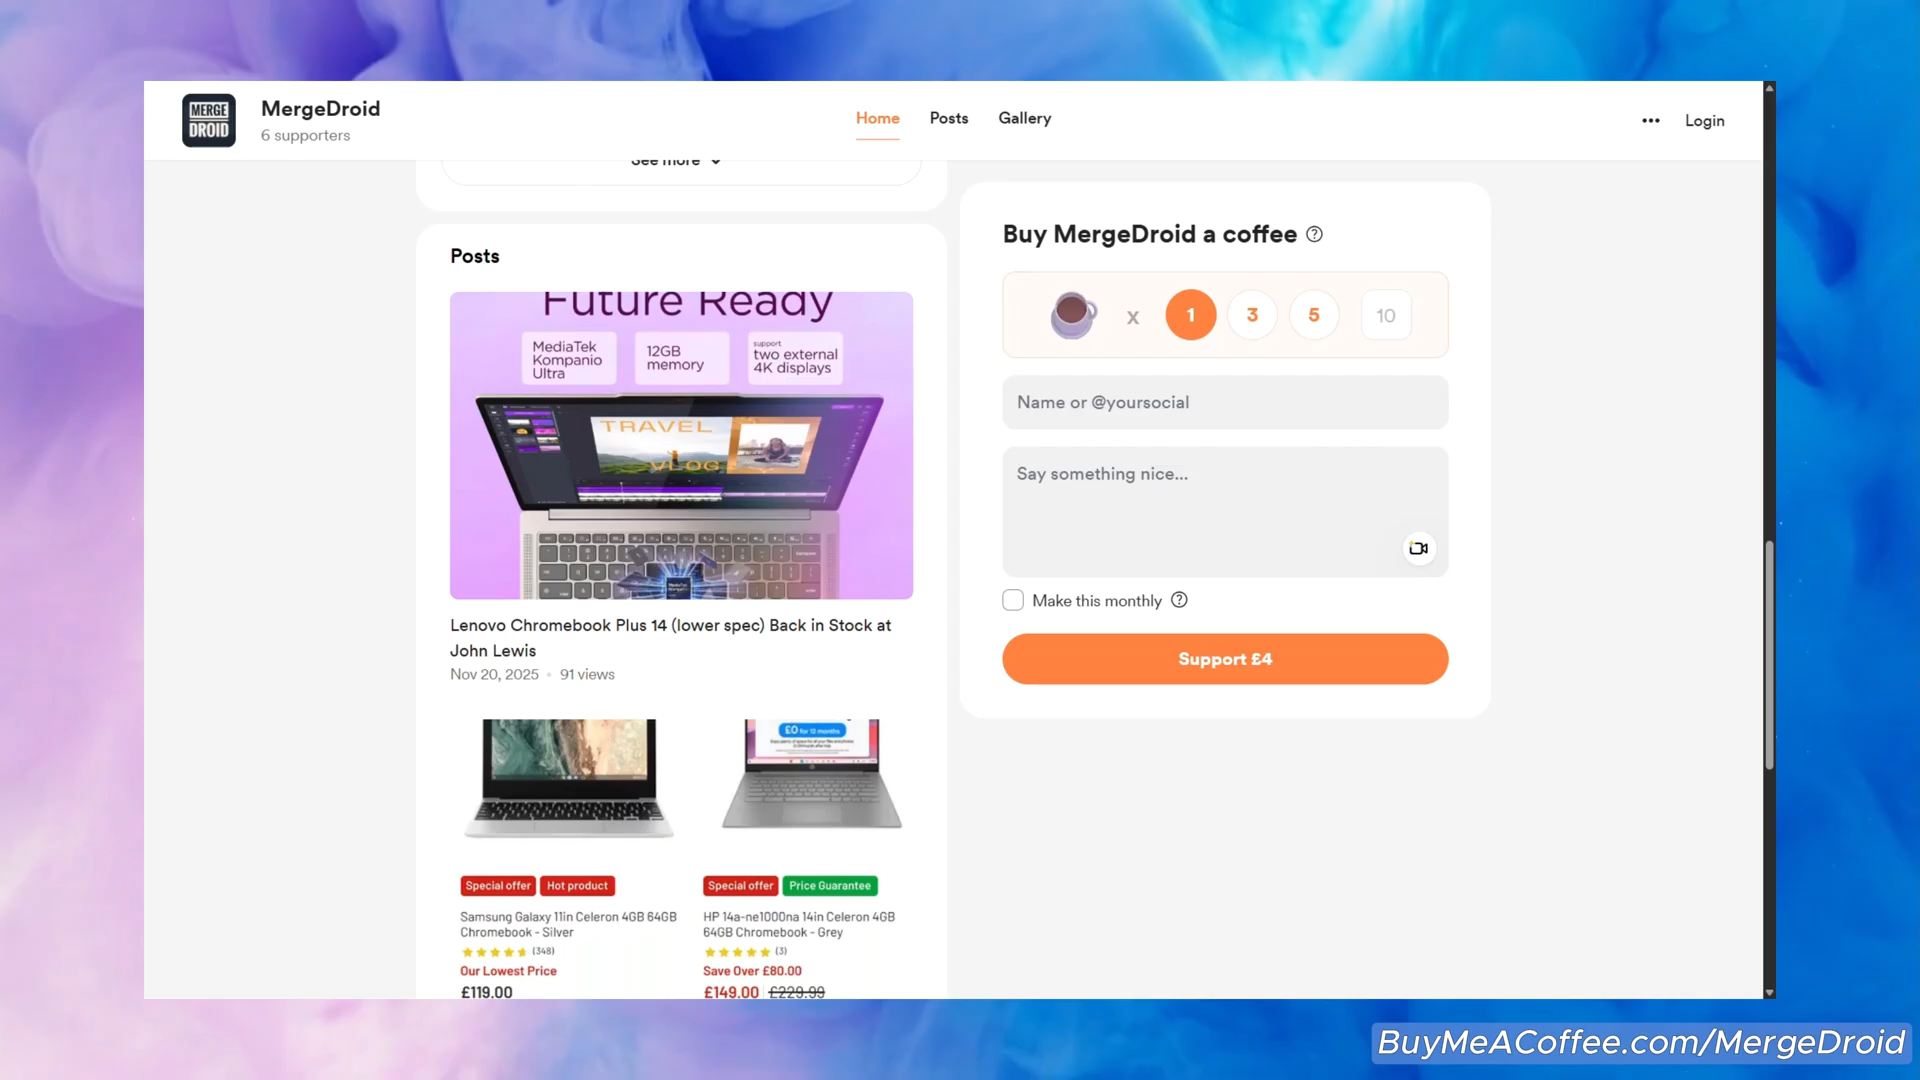 MERGE
DROID
MergeDroid
6 supporters
Home
Posts
Gallery
Login
See more
Posts
Future Ready
MediaTek
Kompanio
Ultra
12GB
memory
support
two external
4K displays
TRAVEL
VLOG
Lenovo Chromebook Plus 14 (lower spec) Back in Stock at
John Lewis
Nov 20, 2025 • 91 views
£0 for 12 months
Special offer
Hot product
Samsung Galaxy 11in Celeron 4GB 64GB
Chromebook - Silver
(348)
Our Lowest Price
£119.00
Special offer
Price Guarantee
HP 14a-ne1000na 14in Celeron 4GB
64GB Chromebook - Grey
(3)
Save Over £80.00
£149.00 £229.99
Buy MergeDroid a coffee
x
1
3
5
10
Name or @yoursocial
Say something nice...
Make this monthly
Support £4
BuyMeACoffee.com/MergeDroid